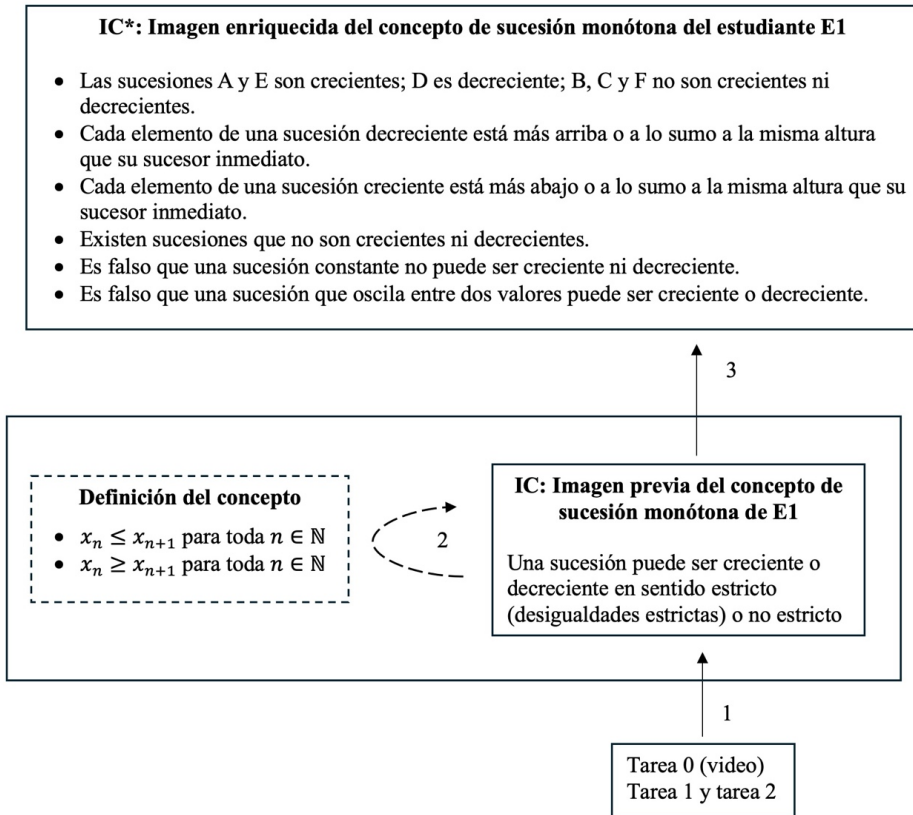 IC*: Imagen enriquecida del concepto de sucesión monótona del estudiante E1
• Las sucesiones A y E son crecientes; D es decreciente; B, C y F no son crecientes ni
decrecientes.
• Cada elemento de una sucesión decreciente está más arriba o a lo sumo a la misma altura
que su sucesor inmediato.
• Cada elemento de una sucesión creciente está más abajo o a lo sumo a la misma altura que su
sucesor inmediato.
• Existen sucesiones que no son crecientes ni decrecientes.
• Es falso que una sucesión constante no puede ser creciente ni decreciente.
• Es falso que una sucesión que oscila entre dos valores puede ser creciente o decreciente.
3
Definición del concepto
• xₙ ≤ xₙ₊₁ para toda n ∈ ℕ
• xₙ ≥ xₙ₊₁ para toda n ∈ ℕ
2
IC: Imagen previa del concepto de
sucesión monótona de E1
Una sucesión puede ser creciente o
decreciente en sentido estricto
(desigualdades estrictas) o no estricto
1
Tarea 0 (video)
Tarea 1 y tarea 2